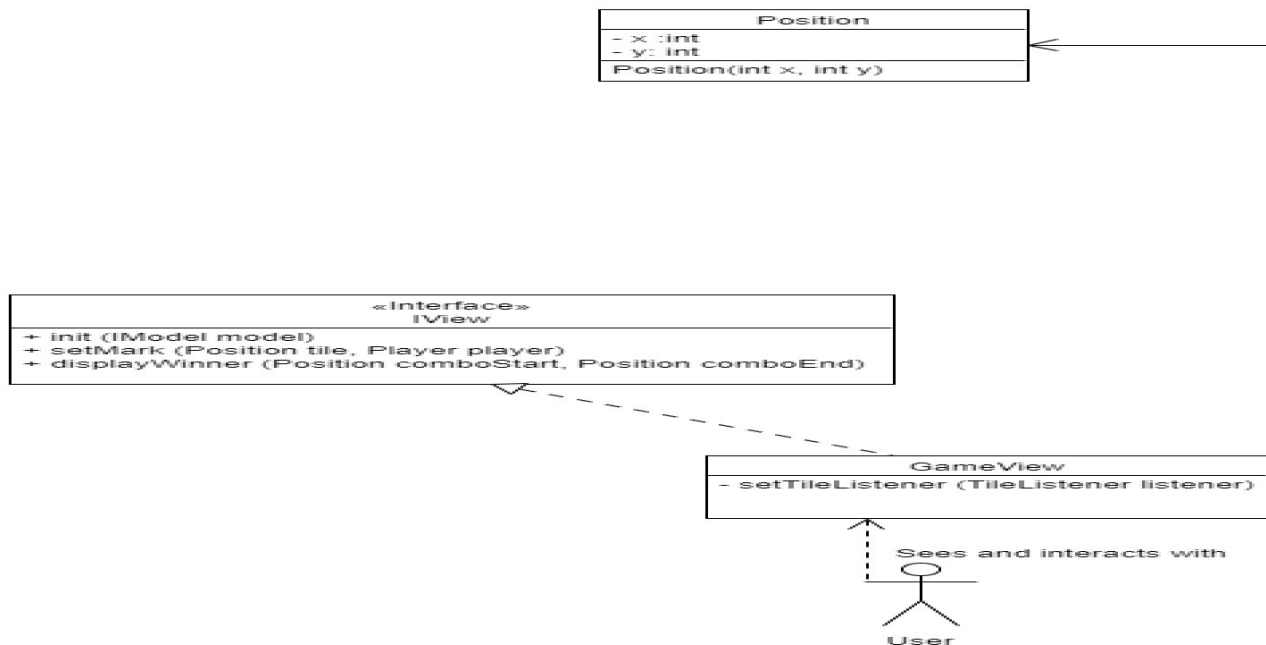 Position
- x :int
- y: int
Position(int x, int y)
«Interface»
IView
+ init (IModel model)
+ setMark (Position tile, Player player)
+ displayWinner (Position comboStart, Position comboEnd)
GameView
- setTileListener (TileListener listener)
Sees and interacts with
User